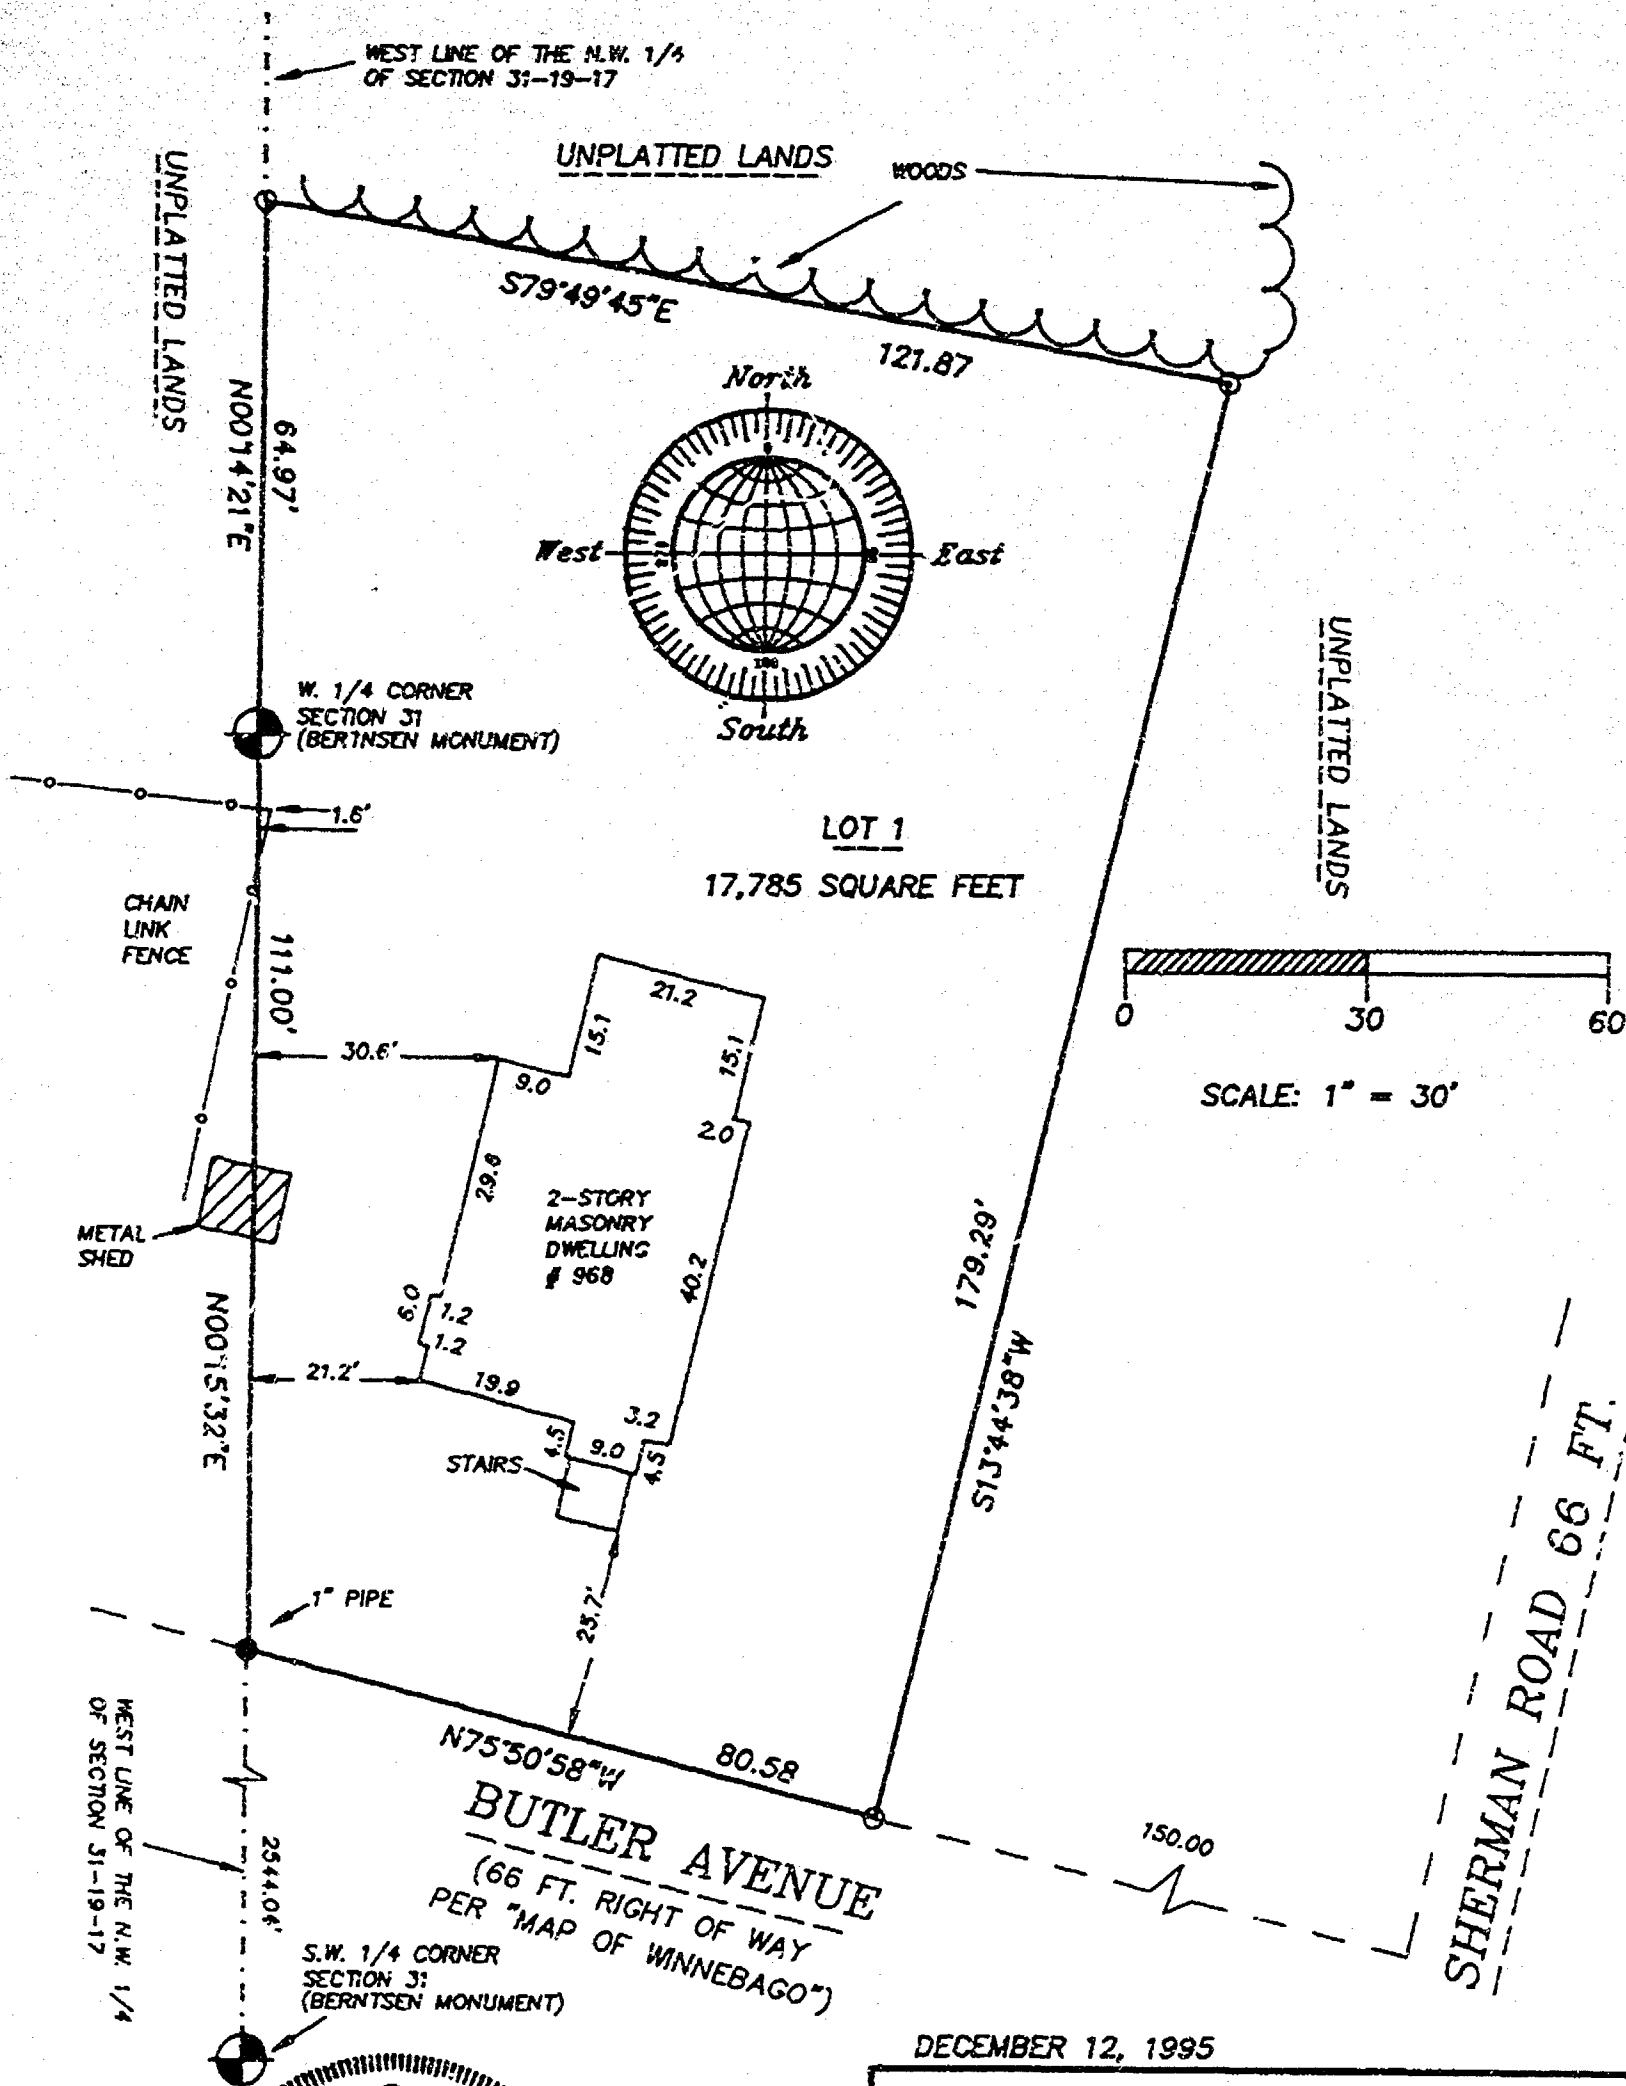 WEST LINE OF THE N.W. 1/4
OF SECTION 31-19-17
UNPLATTED LANDS
WOODS
UNPLATTED LANDS
S79°49'45"E
121.87
North
West
East
South
64.97'
N00°14'21"E
W. 1/4 CORNER
SECTION 31
(BERTNSEN MONUMENT)
1.6'
UNPLATTED LANDS
LOT 1
17,785 SQUARE FEET
CHAIN
LINK
FENCE
111.00'
21.2
15.1
15.1
30.6'
9.0
2.0
0
30
60
SCALE: 1" = 30'
29.8
2-STORY
MASONRY
DWELLING
# 968
METAL
SHED
40.2
179.29'
6.0
1.2
1.2
N00°15'32"E
21.2'
19.9
S13°44'38"W
3.2
4.5
9.0
4.5
STAIRS
1" PIPE
25.7'
SHERMAN ROAD 66 FT.
N75°50'58"W
80.58
BUTLER AVENUE
(66 FT. RIGHT OF WAY
PER "MAP OF WINNEBAGO")
150.00
WEST LINE OF THE N.W. 1/4
OF SECTION 31-19-17
2544.04'
S.W. 1/4 CORNER
SECTION 31
(BERNTSEN MONUMENT)
DECEMBER 12, 1995